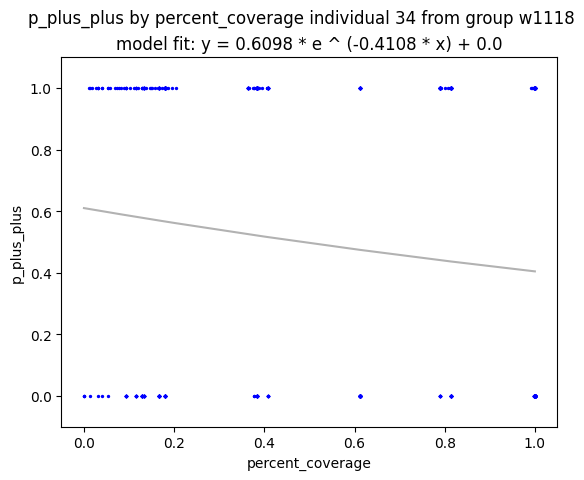 p_plus_plus by percent_coverage individual 34 from group w1118
model fit: y = 0.6098 * e ^ (-0.4108 * x) + 0.0
1.0
0.8
0.6
0.4
0.2
0.0
p_plus_plus
0.0 0.2 0.4 0.6 0.8 1.0
percent_coverage